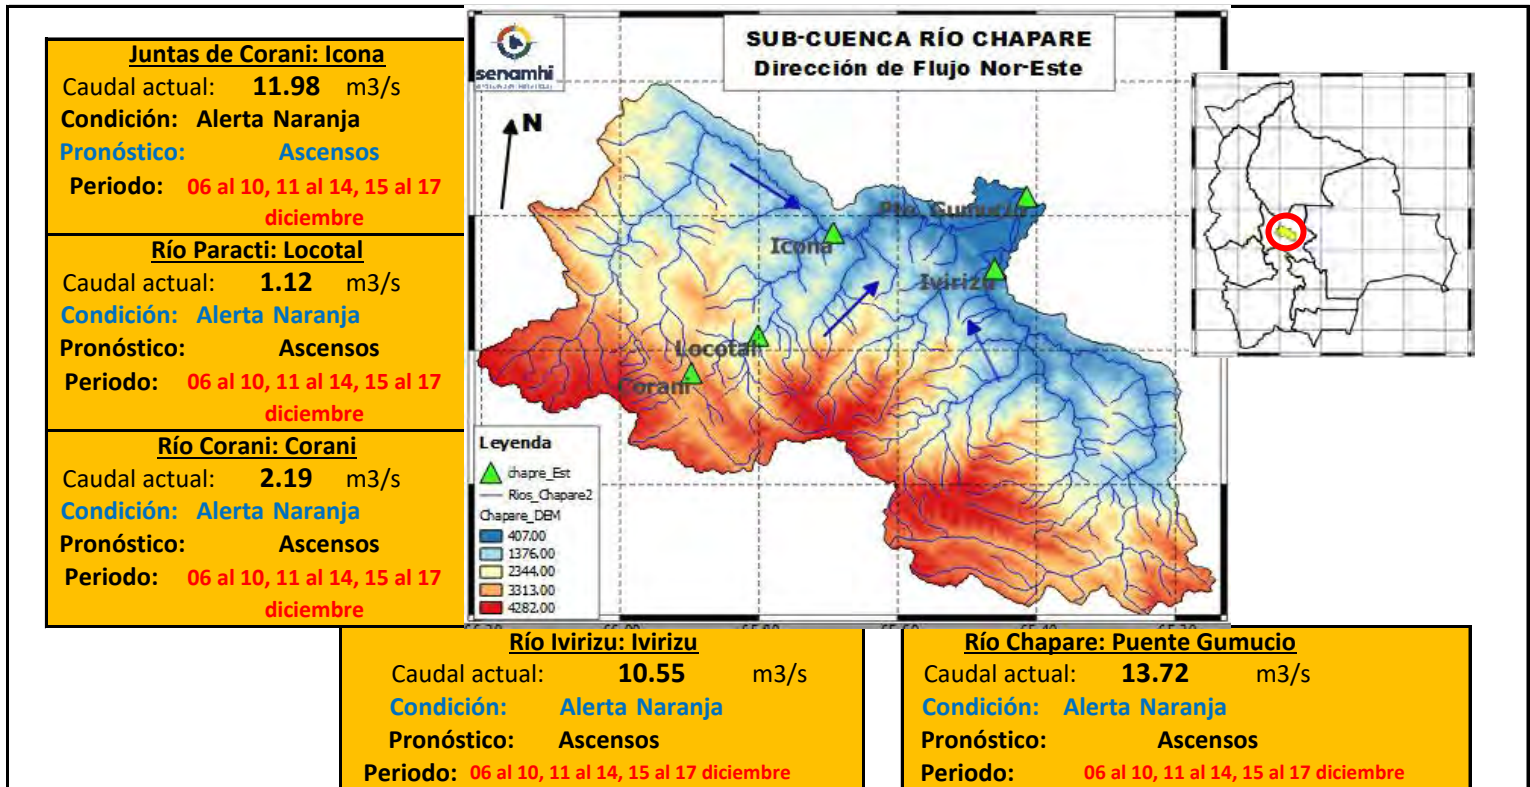 Juntas de Corani: Icona
Caudal actual: 11.98 m3/s
Condición: Alerta Naranja
Pronóstico: Ascensos
Periodo: 06 al 10, 11 al 14, 15 al 17
diciembre
Río Paracti: Locotal
Caudal actual: 1.12 m3/s
Condición: Alerta Naranja
Pronóstico: Ascensos
Periodo: 06 al 10, 11 al 14, 15 al 17
diciembre
Río Corani: Corani
Caudal actual: 2.19 m3/s
Condición: Alerta Naranja
Pronóstico: Ascensos
Periodo: 06 al 10, 11 al 14, 15 al 17
diciembre
senamhi
SUB-CUENCA RÍO CHAPARE
Dirección de Flujo Nor-Este
N
Pto. Gumucio
Icona
Ivirizu
Locotal
Corani
Leyenda
chapre_Est
Rios_Chapare2
Chapare_DEM
407.00
1376.00
2344.00
3313.00
4282.00
Río Ivirizu: Ivirizu
Caudal actual: 10.55 m3/s
Condición: Alerta Naranja
Pronóstico: Ascensos
Periodo: 06 al 10, 11 al 14, 15 al 17 diciembre
Río Chapare: Puente Gumucio
Caudal actual: 13.72 m3/s
Condición: Alerta Naranja
Pronóstico: Ascensos
Periodo: 06 al 10, 11 al 14, 15 al 17 diciembre